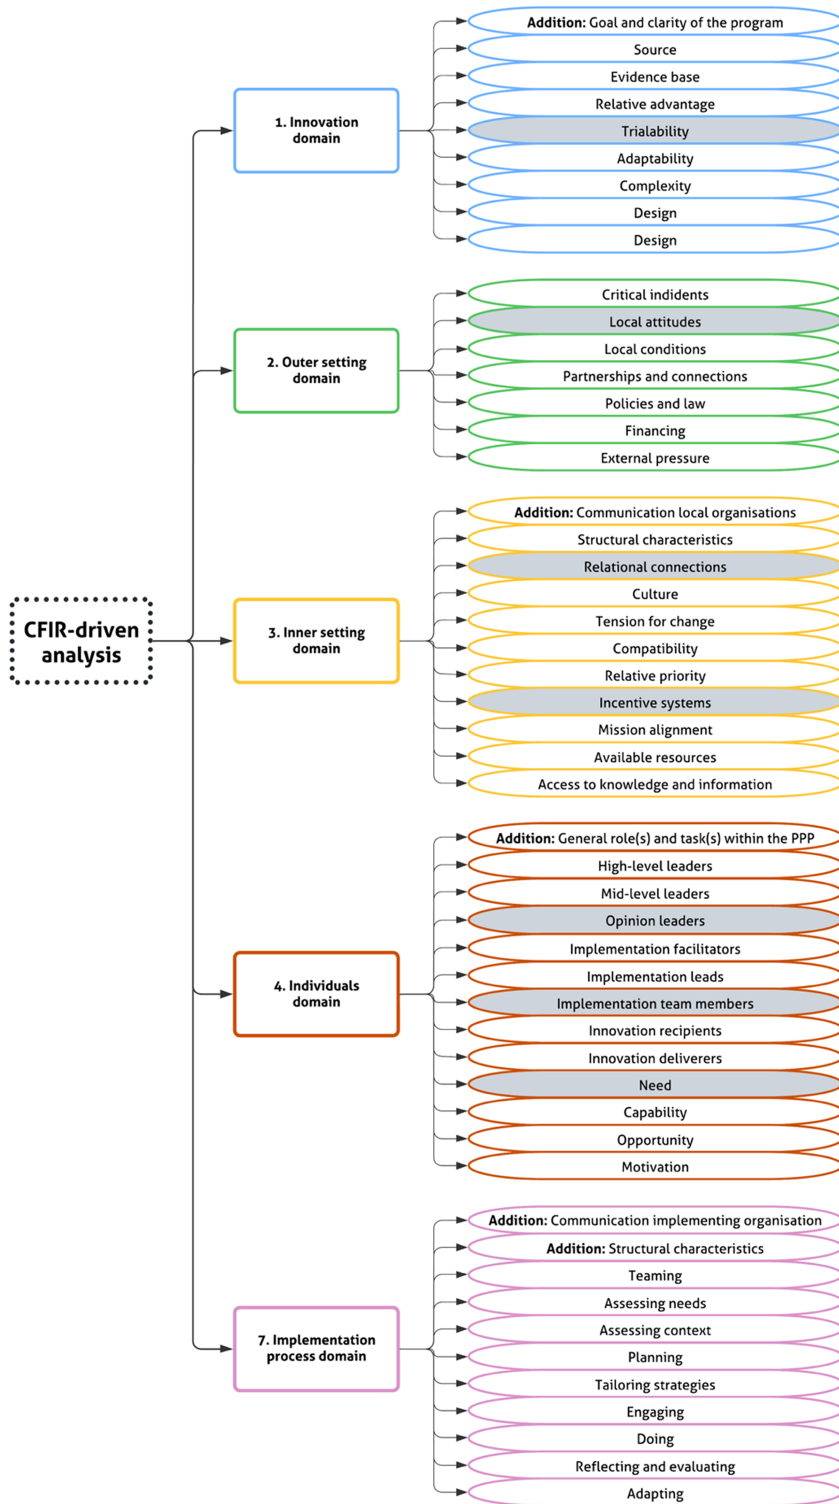 CFIR-driven
analysis
1. Innovation
domain
Addition: Goal and clarity of the program
Source
Evidence base
Relative advantage
Trialability
Adaptability
Complexity
Design
Design
2. Outer setting
domain
Critical indidents
Local attitudes
Local conditions
Partnerships and connections
Policies and law
Financing
External pressure
3. Inner setting
domain
Addition: Communication local organisations
Structural characteristics
Relational connections
Culture
Tension for change
Compatibility
Relative priority
Incentive systems
Mission alignment
Available resources
Access to knowledge and information
4. Individuals
domain
Addition: General role(s) and task(s) within the PPP
High-level leaders
Mid-level leaders
Opinion leaders
Implementation facilitators
Implementation leads
Implementation team members
Innovation recipients
Innovation deliverers
Need
Capability
Opportunity
Motivation
7. Implementation
process domain
Addition: Communication implementing organisation
Addition: Structural characteristics
Teaming
Assessing needs
Assessing context
Planning
Tailoring strategies
Engaging
Doing
Reflecting and evaluating
Adapting